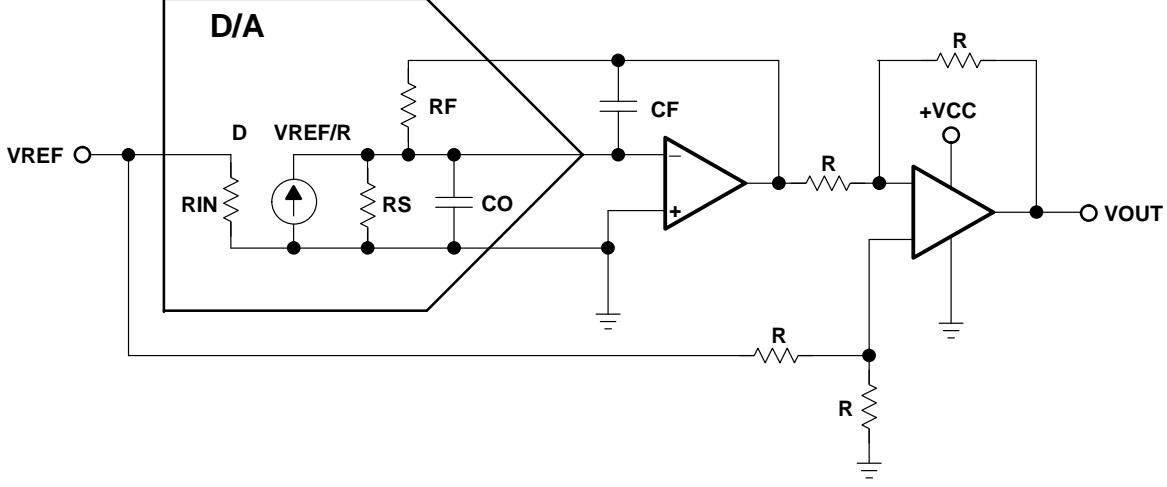 D/A
R
RF
CF
+VCC
D
VREF/R
VREF
−
R
RIN
RS
CO
+
VOUT
R
R